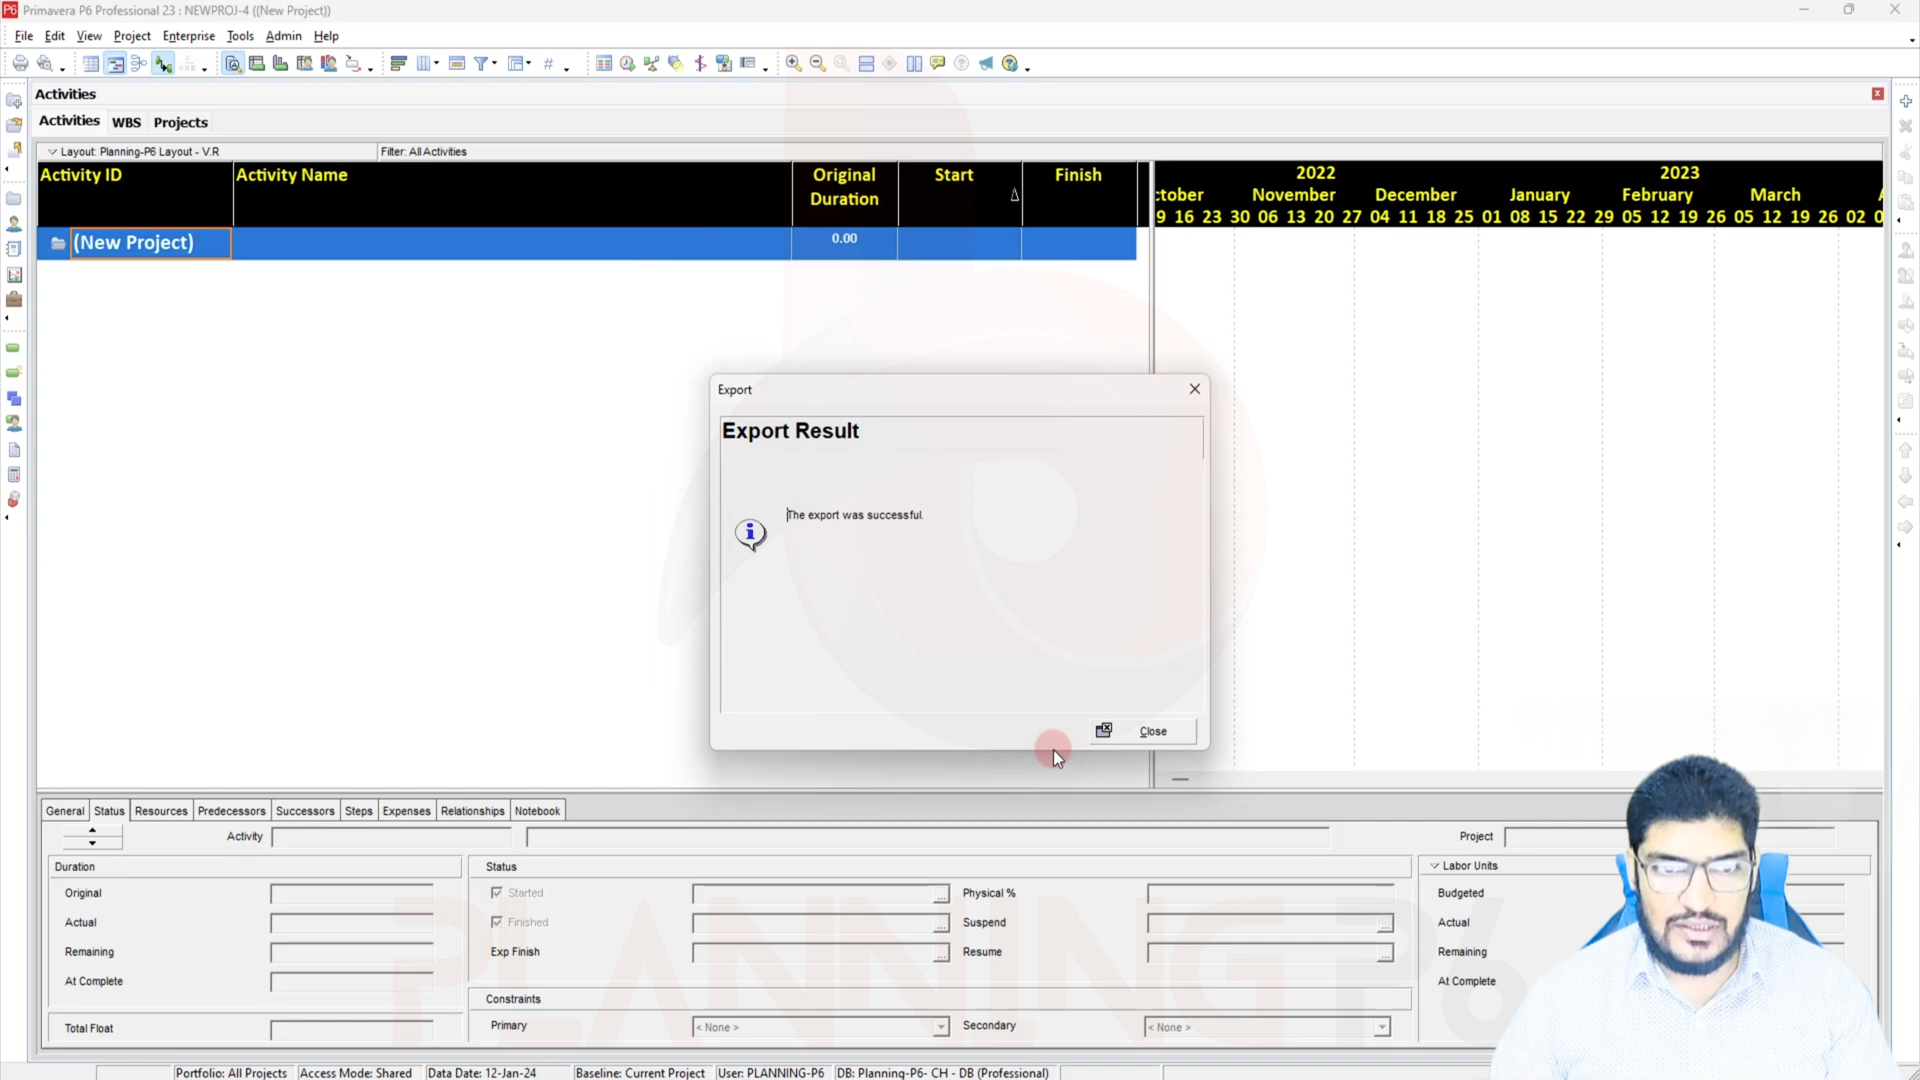 Primavera P6 Professional 23 : NEWPROJ-4 ((New Project))
File Edit View Project Enterprise Tools Admin Help
Activities
Activities WBS Projects
Layout: Planning-P6 Layout - V.R Filter: All Activities
Activity ID Activity Name Original Duration Start Finish
2022 2023
ctober November December January February March
9 16 23 30 06 13 20 27 04 11 18 25 01 08 15 22 29 05 12 19 26 05 12 19 26 02 0
(New Project) 0.00
Export
Export Result
The export was successful.
Close
General Status Resources Predecessors Successors Steps Expenses Relationships Notebook
Activity Project
Duration Status Labor Units
Original Started Physical % Budgeted
Actual Finished Suspend Actual
Remaining Exp Finish Resume Remaining
At Complete At Complete
Constraints
Total Float Primary < None > Secondary < None >
PLANNING P6
Portfolio: All Projects Access Mode: Shared Data Date: 12-Jan-24 Baseline: Current Project User: PLANNING-P6 DB: Planning-P6- CH - DB (Professional)